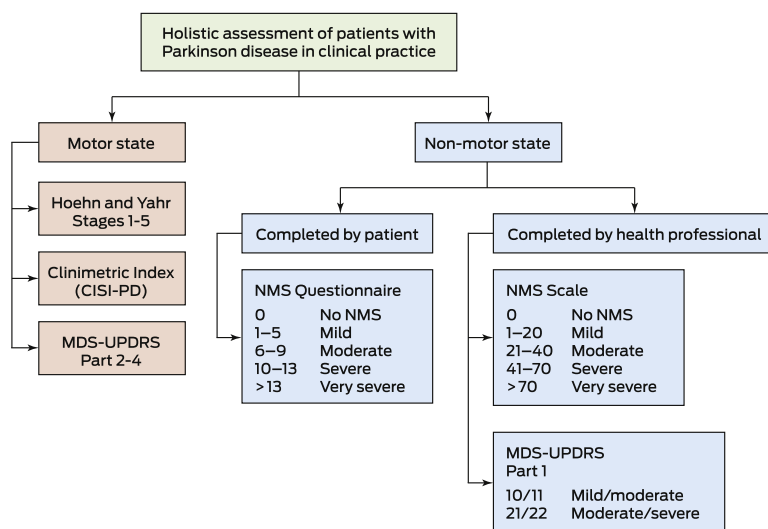 Holistic assessment of patients with
Parkinson disease in clinical practice
Motor state
Hoehn and Yahr
Stages 1-5
Clinimetric Index
(CISI-PD)
MDS-UPDRS
Part 2-4
Non-motor state
Completed by patient
NMS Questionnaire
0 No NMS
1–5 Mild
6–9 Moderate
10–13 Severe
>13 Very severe
Completed by health professional
NMS Scale
0 No NMS
1–20 Mild
21–40 Moderate
41–70 Severe
>70 Very severe
MDS-UPDRS
Part 1
10/11 Mild/moderate
21/22 Moderate/severe